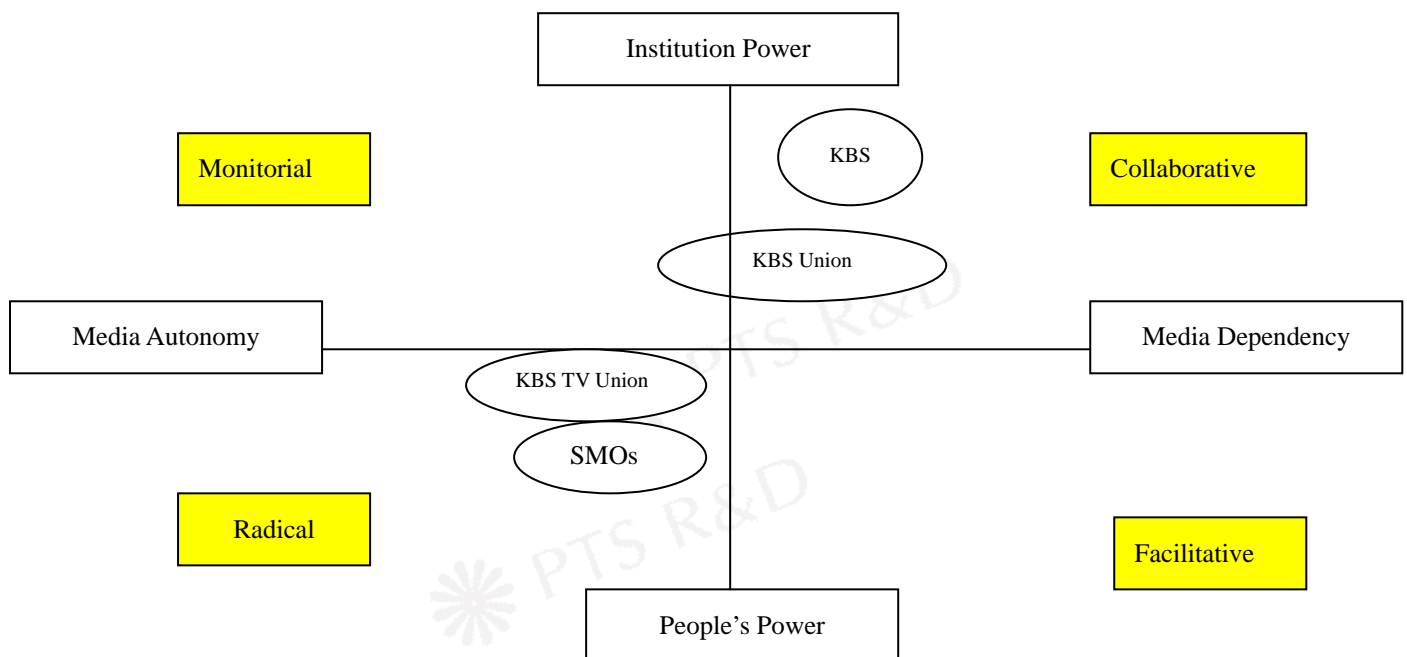 Institution Power
KBS
Monitorial
Collaborative
KBS Union
PTS R&D
Media Autonomy
Media Dependency
KBS TV Union
SMOs
PTS R&D
Radical
Facilitative
People’s Power